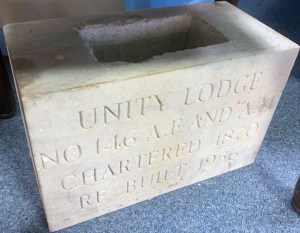 UNITY LODGE
NO 146 A.F. AND A.M
CHARTERED 1870
RE BUILT